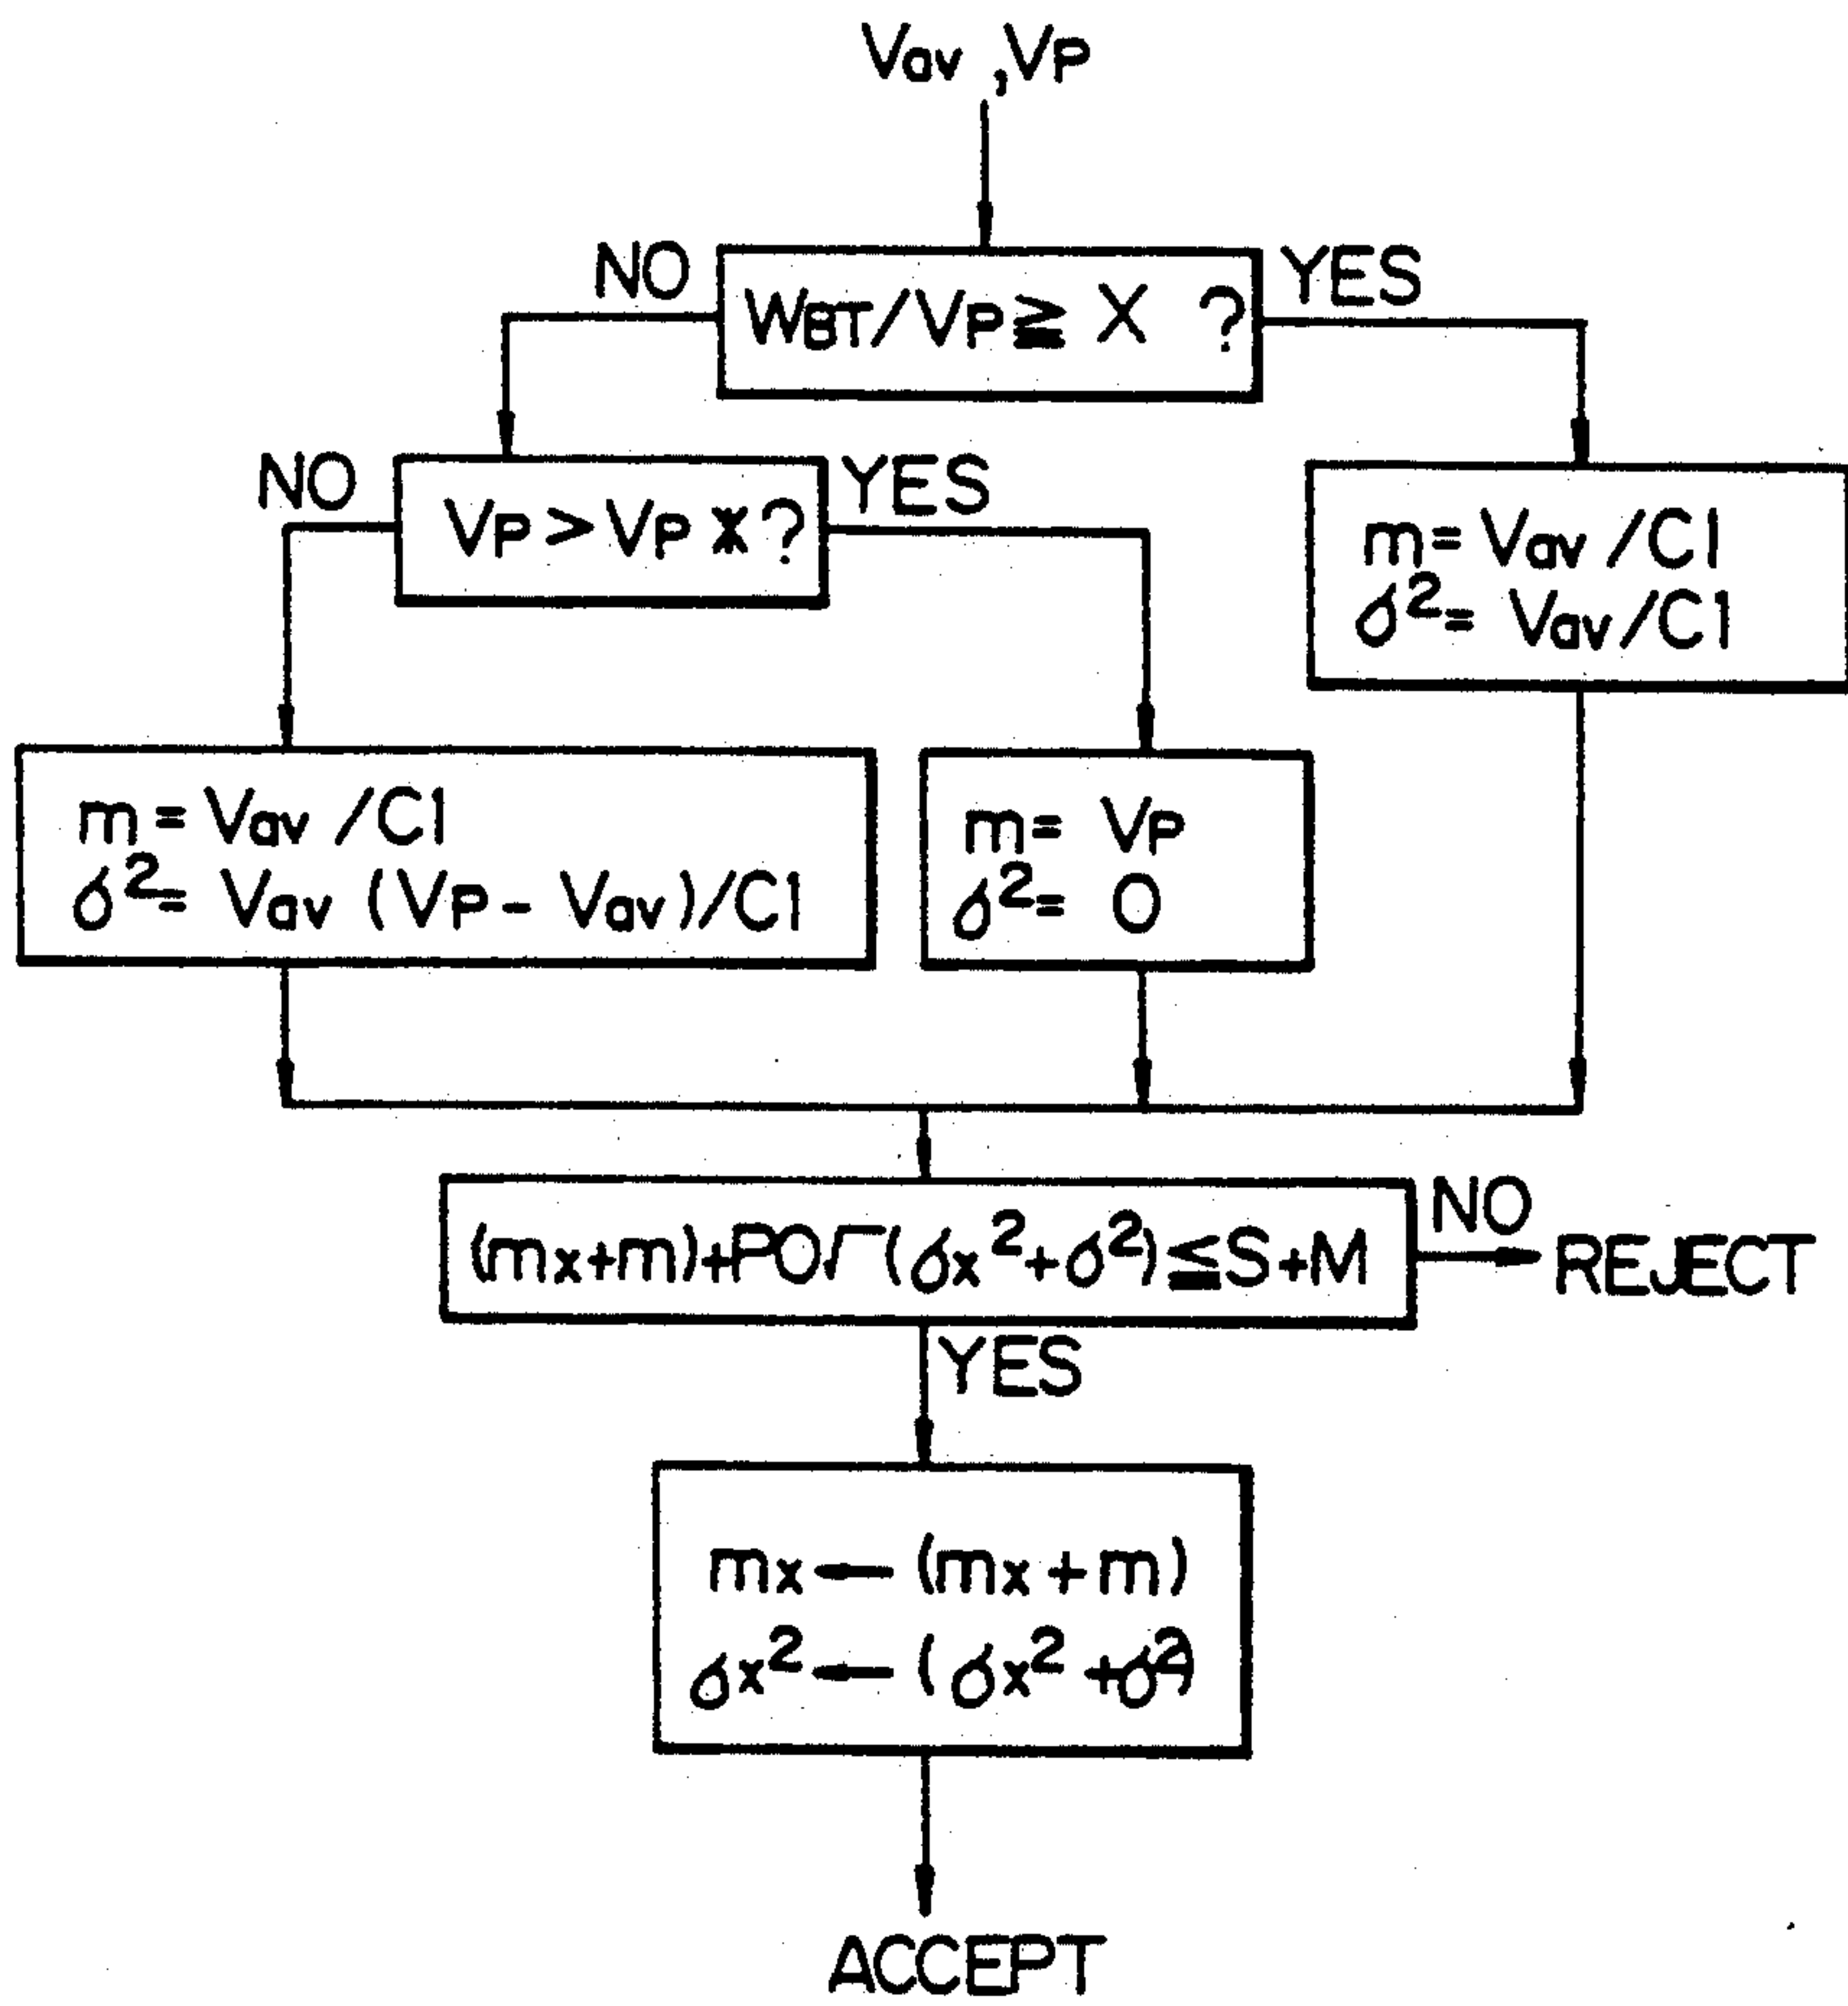 Vav ,VP
NO
WBT/VP≧ X ?
YES
NO
VP>VP*?
YES
m=Vav/C1
σ²=Vav/C1
m=Vav/C1
σ²=Vav (VP-Vav)/C1
m= VP
σ²= 0
(mx+m)+PO√(σx²+σ²)≦S+M
NO
REJECT
YES
mx←(mx+m)
σx²←(σx²+σ²)
ACCEPT